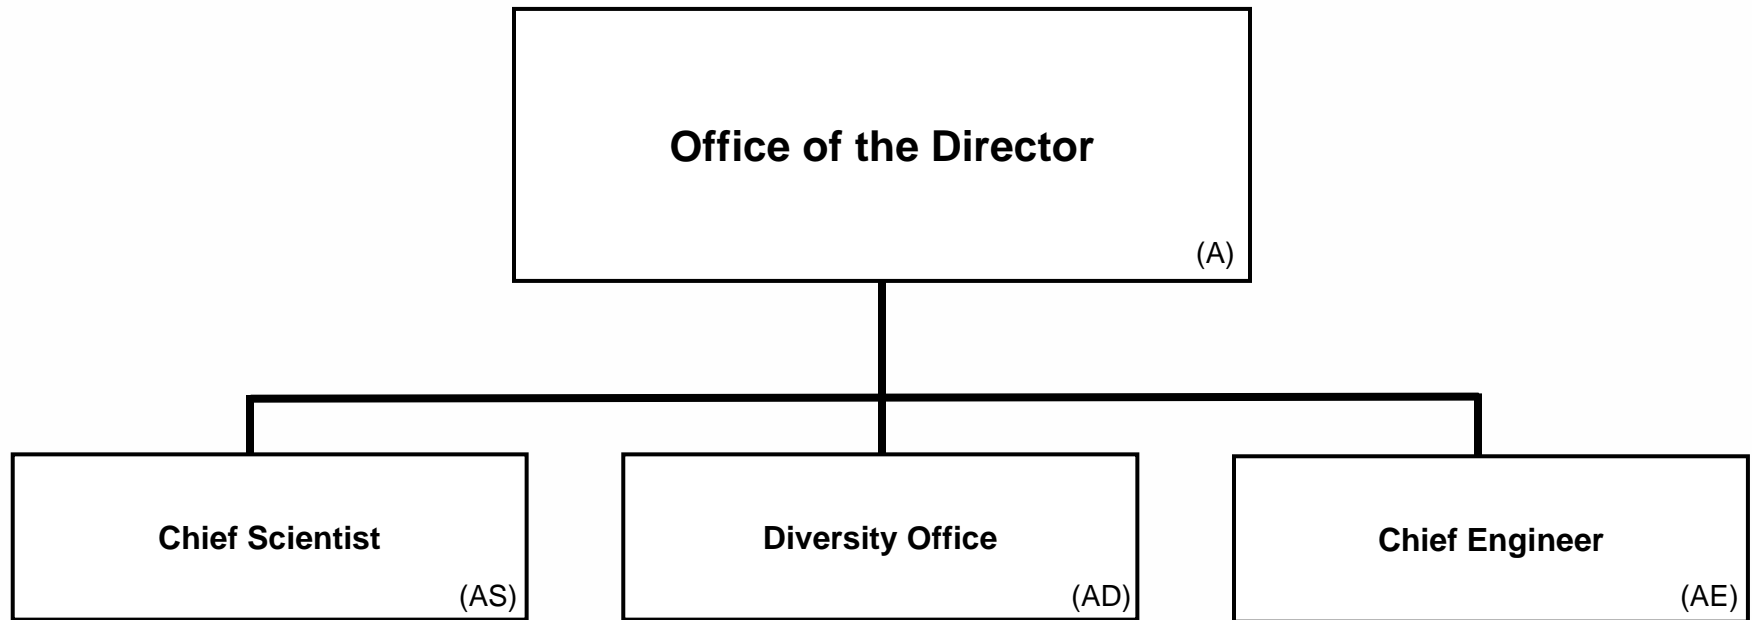 Office of the Director
(A)
Chief Scientist
(AS)
Diversity Office
(AD)
Chief Engineer
(AE)